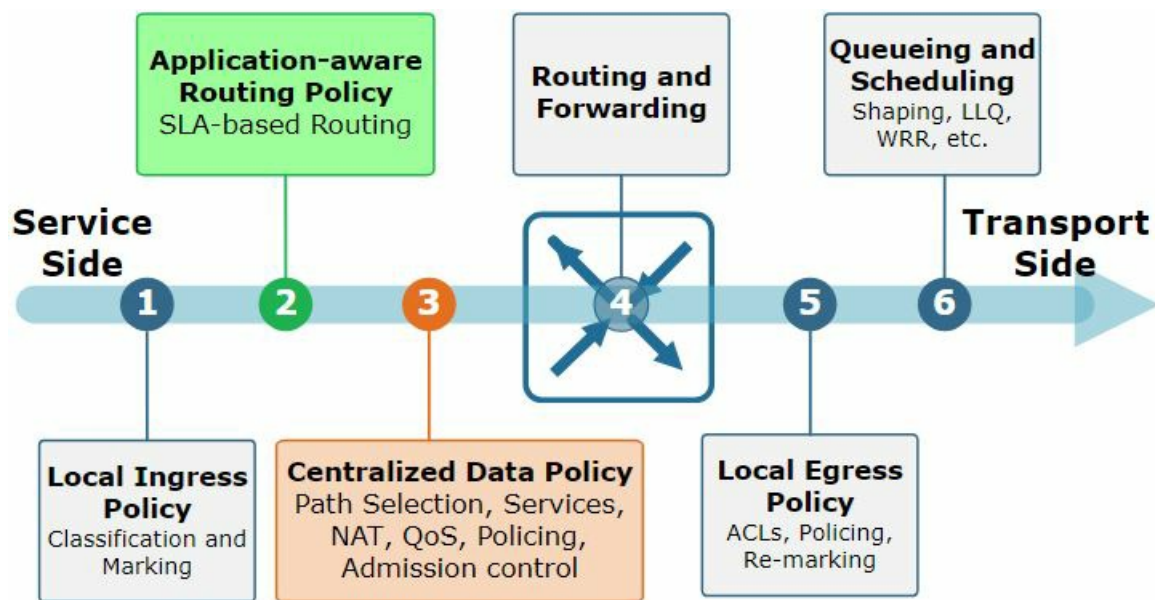 Application-aware
Routing Policy
SLA-based Routing
Routing and
Forwarding
Queueing and
Scheduling
Shaping, LLQ,
WRR, etc.
Service
Side
Transport
Side
1
2
3
4
5
6
Local Ingress
Policy
Classification and
Marking
Centralized Data Policy
Path Selection, Services,
NAT, QoS, Policing,
Admission control
Local Egress
Policy
ACLs, Policing,
Re-marking